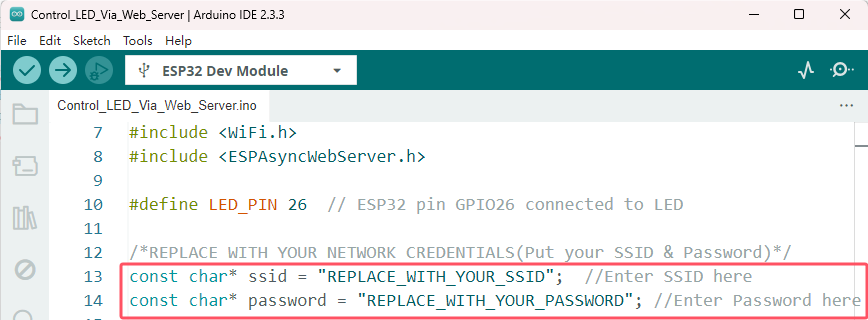 Control_LED_Via_Web_Server | Arduino IDE 2.3.3
File Edit Sketch Tools Help
ESP32 Dev Module
Control_LED_Via_Web_Server.ino
7 #include <WiFi.h>
8 #include <ESPAsyncWebServer.h>
9
10 #define LED_PIN 26  // ESP32 pin GPIO26 connected to LED
11
12 /*REPLACE WITH YOUR NETWORK CREDENTIALS(Put your SSID & Password)*/
13 const char* ssid = "REPLACE_WITH_YOUR_SSID";  //Enter SSID here
14 const char* password = "REPLACE_WITH_YOUR_PASSWORD"; //Enter Password here